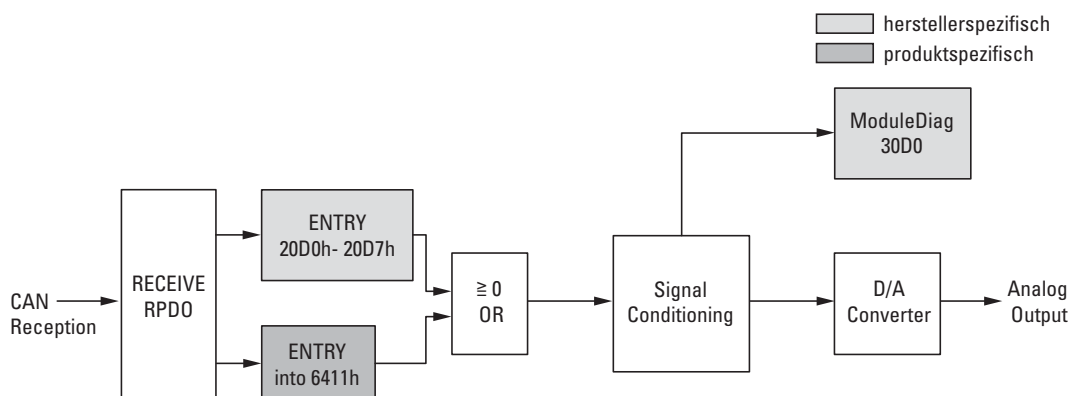 herstellerspezifisch
produktspezifisch
ModuleDiag
30D0
ENTRY
20D0h- 20D7h
RECEIVE
RPDO
CAN
Reception
≧ 0
OR
Signal
Conditioning
D/A
Converter
Analog
Output
ENTRY
into 6411h